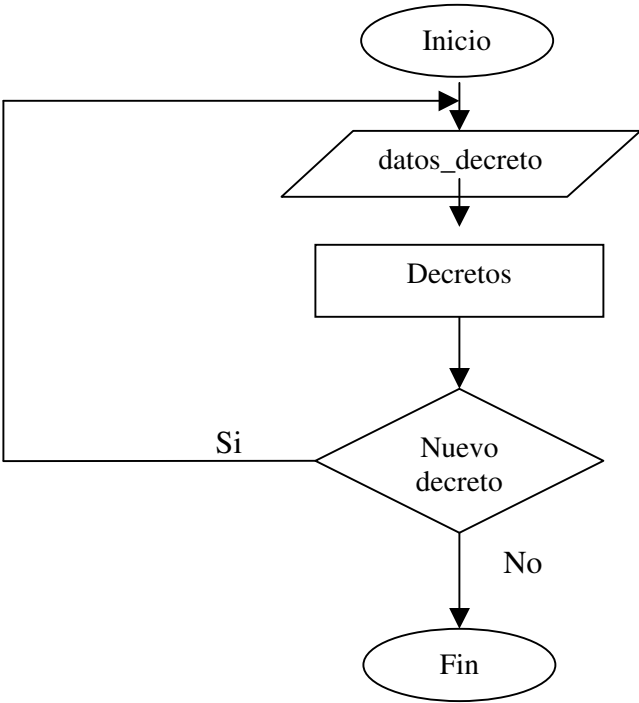 Inicio
datos_decreto
Decretos
Si
Nuevo
decreto
No
Fin